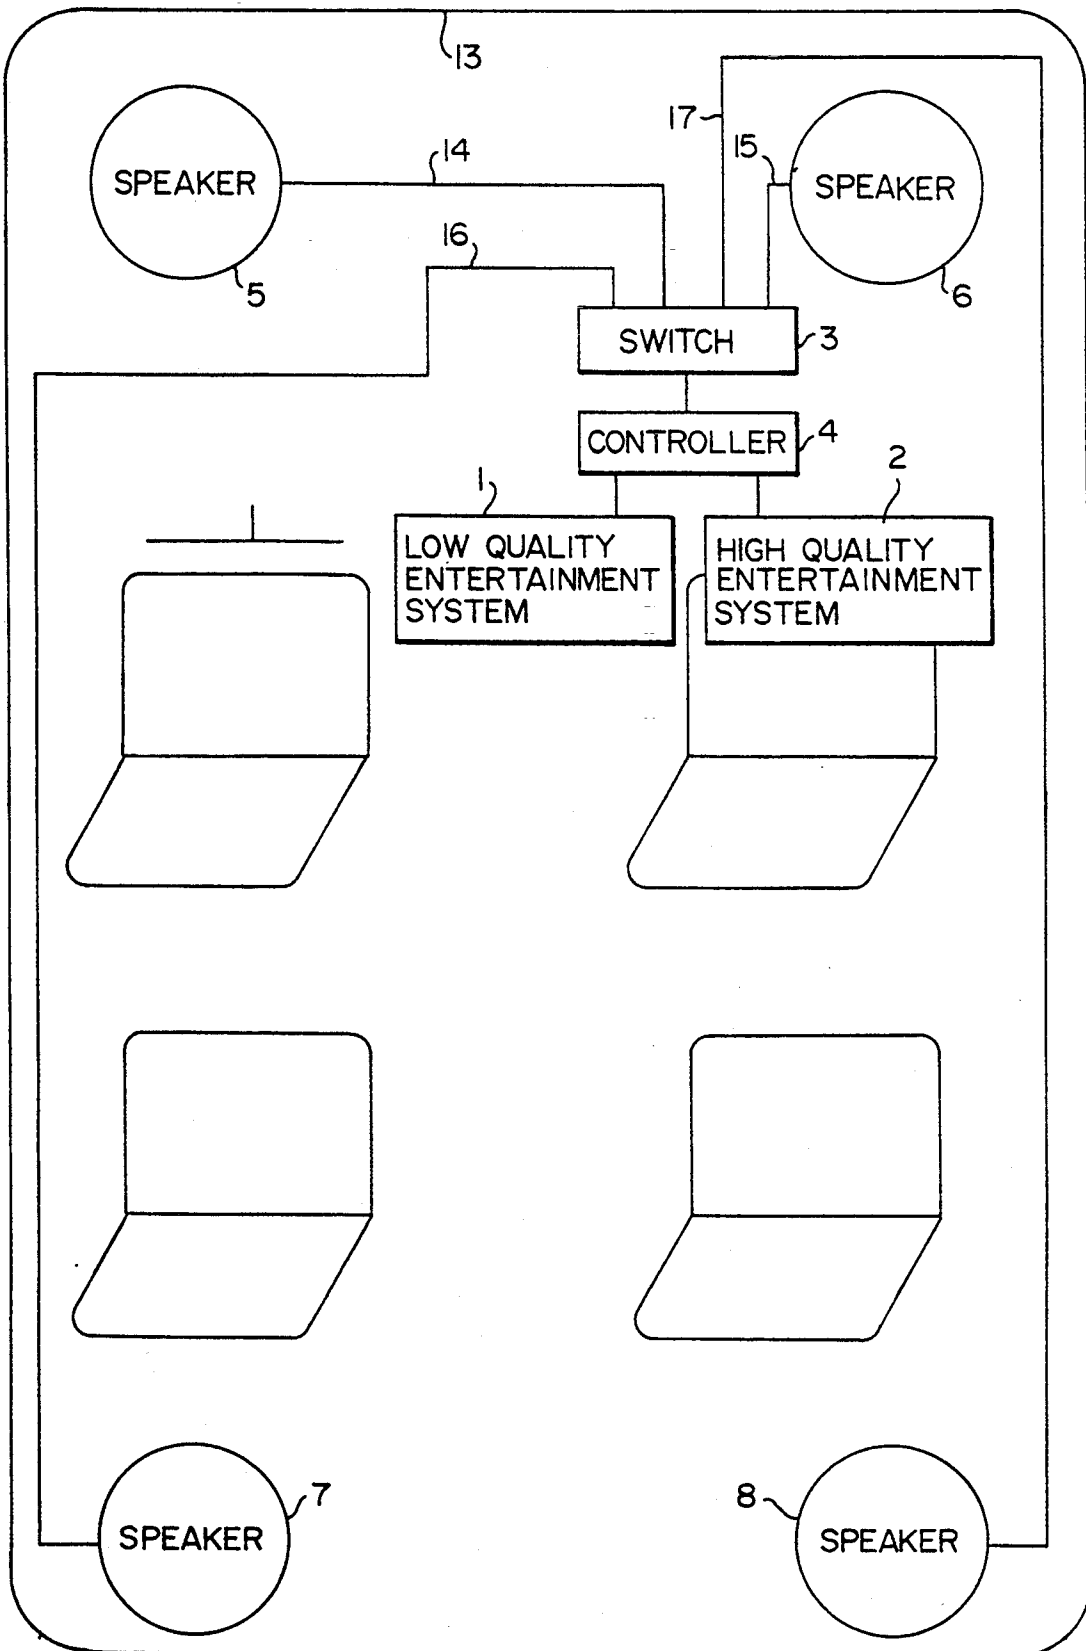 13
17
14
15
SPEAKER
SPEAKER
16
5
6
SWITCH
3
CONTROLLER
4
1
2
LOW QUALITY
ENTERTAINMENT
SYSTEM
HIGH QUALITY
ENTERTAINMENT
SYSTEM
7
8
SPEAKER
SPEAKER